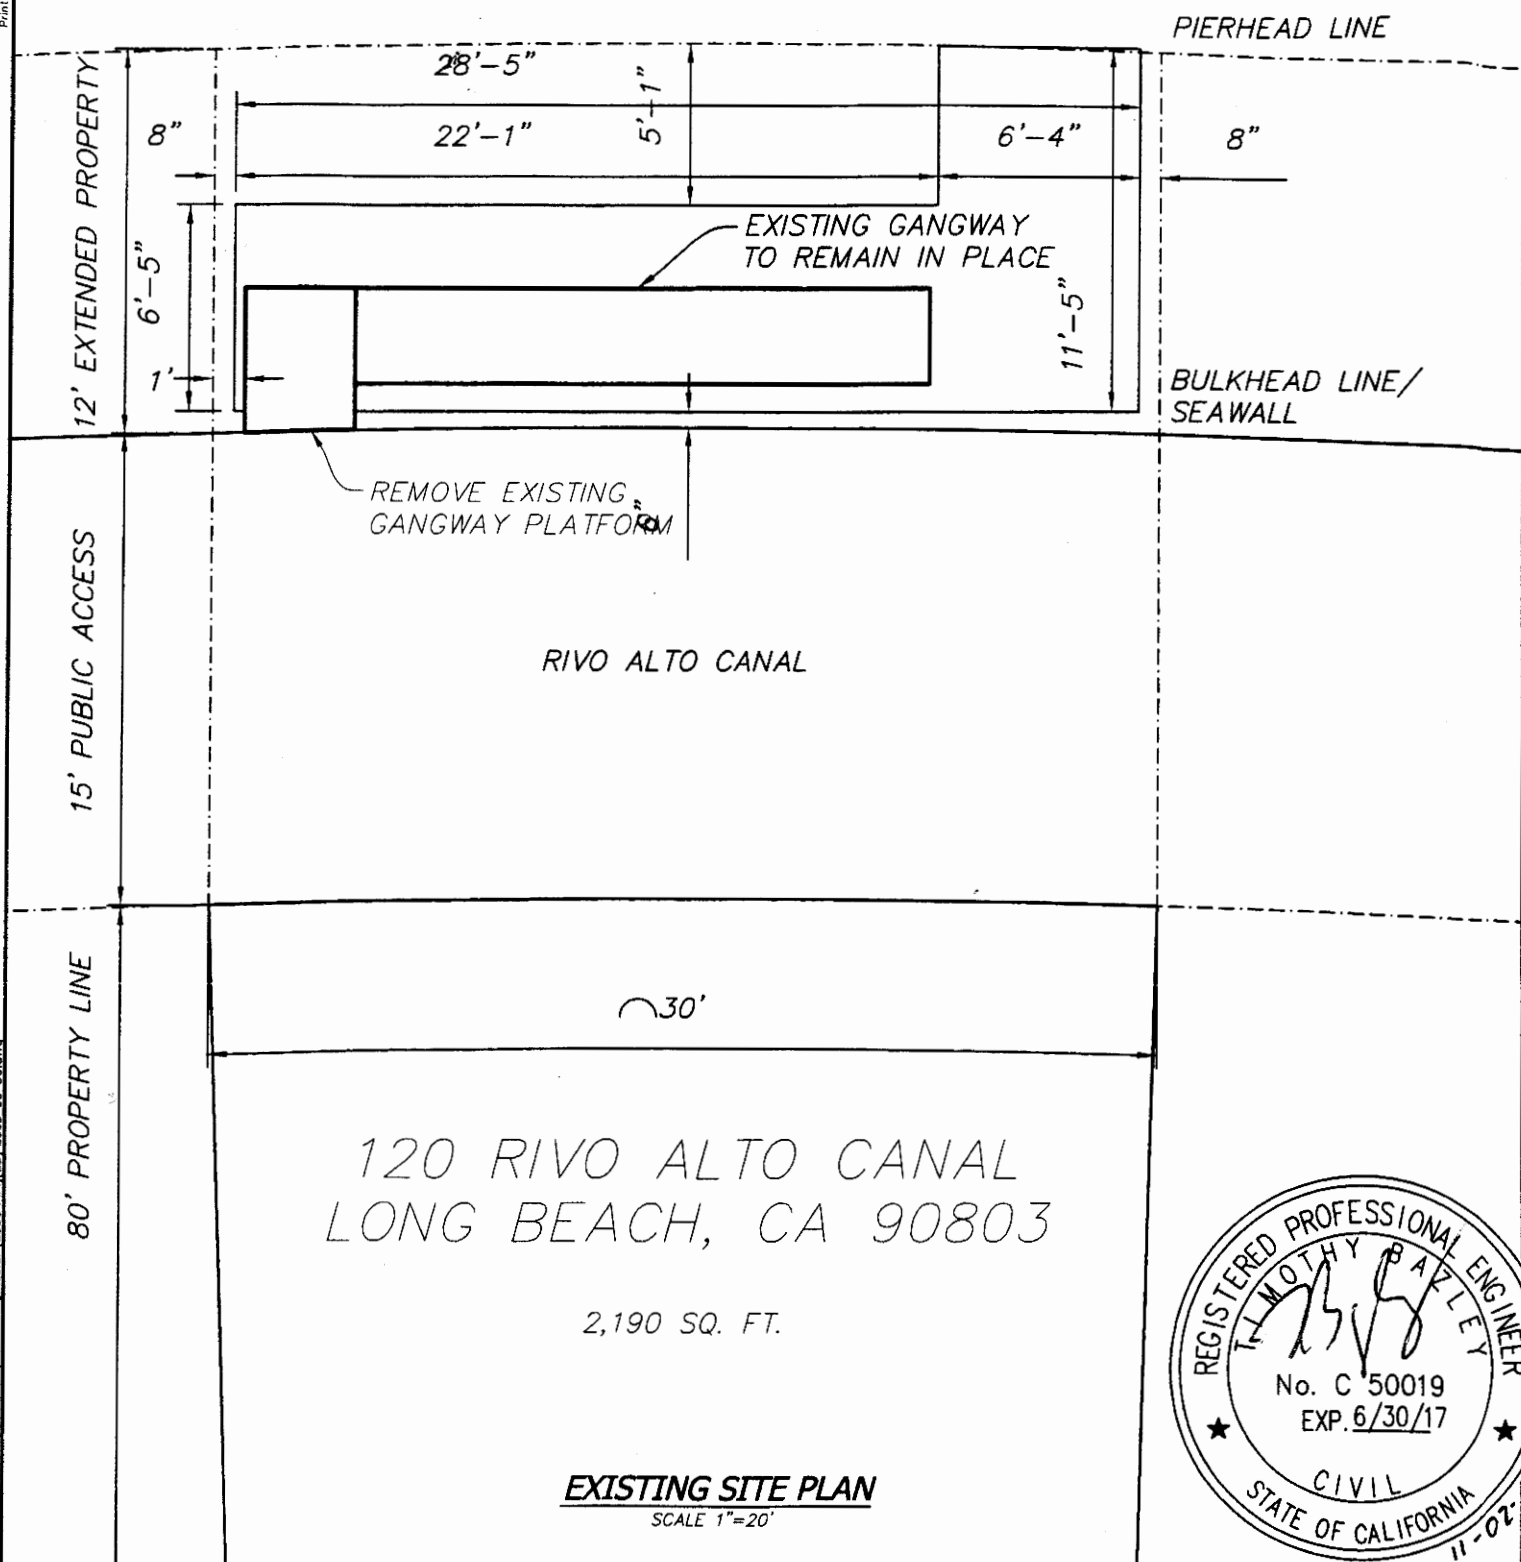 Print
PIERHEAD LINE
28'-5"
8"
22'-1"
5'-1"
6'-4"
8"
12' EXTENDED PROPERTY
EXISTING GANGWAY
TO REMAIN IN PLACE
6'-5"
11'-5"
1'
BULKHEAD LINE/
SEAWALL
REMOVE EXISTING
GANGWAY PLATFORM
6"
15' PUBLIC ACCESS
RIVO ALTO CANAL
80' PROPERTY LINE
30'
120 RIVO ALTO CANAL
LONG BEACH, CA 90803
2,190 SQ. FT.
REGISTERED PROFESSIONAL ENGINEER
TIMOTHY BAZLEY
No. C 50019
EXP. 6/30/17
CIVIL
STATE OF CALIFORNIA
11-02-
EXISTING SITE PLAN
SCALE 1"=20'